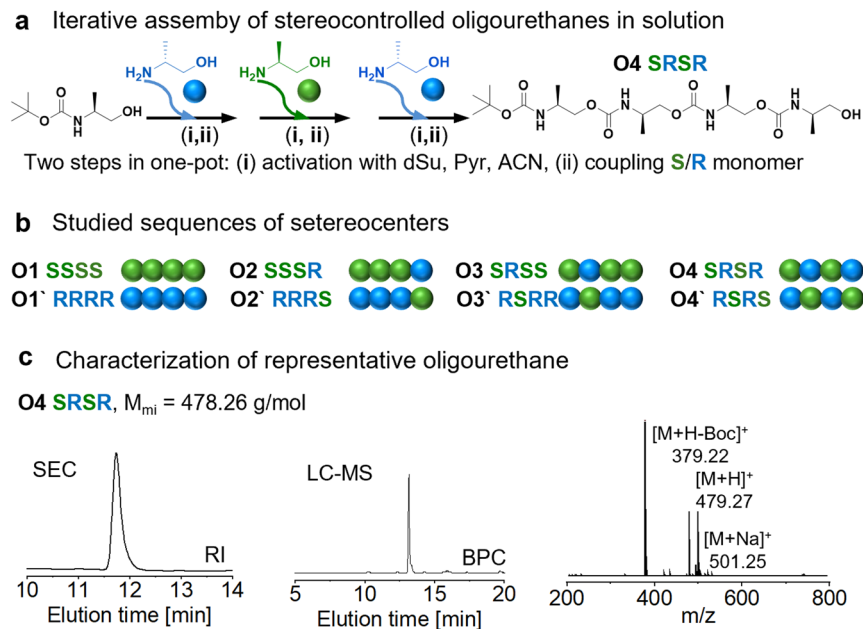 a Iterative assemby of stereocontrolled oligourethanes in solution
H2N OH H2N OH H2N OH O4 SRSR
O O N H OH (i,ii) (i, ii) (i,ii) O O N H O O H N O O N H O O H N OH
Two steps in one-pot: (i) activation with dSu, Pyr, ACN, (ii) coupling S/R monomer
b Studied sequences of setereocenters
O1 SSSS O2 SSSR O3 SRSS O4 SRSR
O1` RRRR O2` RRRS O3` RSRR O4` RSRS
c Characterization of representative oligourethane
O4 SRSR, Mmi = 478.26 g/mol
SEC LC-MS [M+H-Boc]+
379.22
[M+H]+
479.27
[M+Na]+
501.25
RI BPC
10 11 12 13 14 5 10 15 20 200 400 600 800
Elution time [min] Elution time [min] m/z